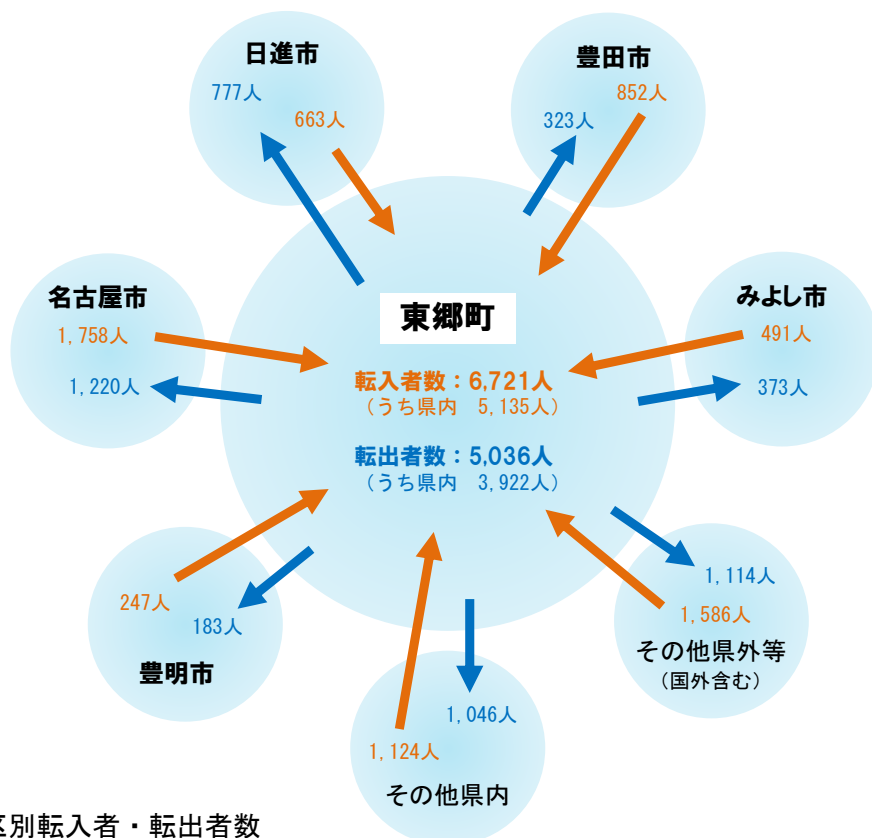 日進市
777人
663人
豊田市
852人
323人
名古屋市
1,758人
1,220人
東郷町
転入者数：6,721人
（うち県内　5,135人）
転出者数：5,036人
（うち県内　3,922人）
みよし市
491人
373人
247人
183人
豊明市
1,124人
1,046人
その他県内
1,114人
1,586人
その他県外等
（国外含む）
区別転入者・転出者数